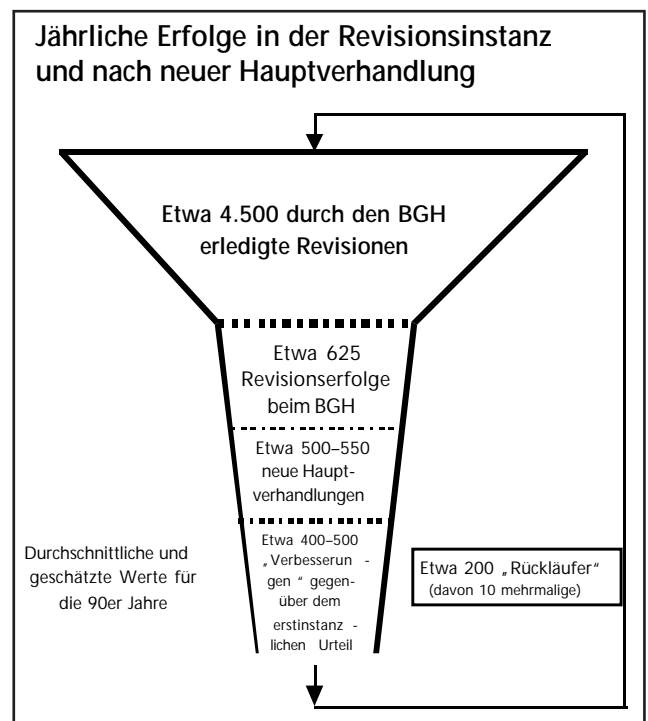 Jährliche Erfolge in der Revisionsinstanz
und nach neuer Hauptverhandlung
Etwa 4.500 durch den BGH
erledigte Revisionen
Etwa 625
Revisionserfolge
beim BGH
Etwa 500–550
neue Haupt-
verhandlungen
Etwa 400–500
„Verbesserun -
gen “ gegen-
über dem
erstinstanz -
lichen Urteil
Durchschnittliche und
geschätzte Werte für
die 90er Jahre
Etwa 200 „Rückläufer“
(davon 10 mehrmalige)